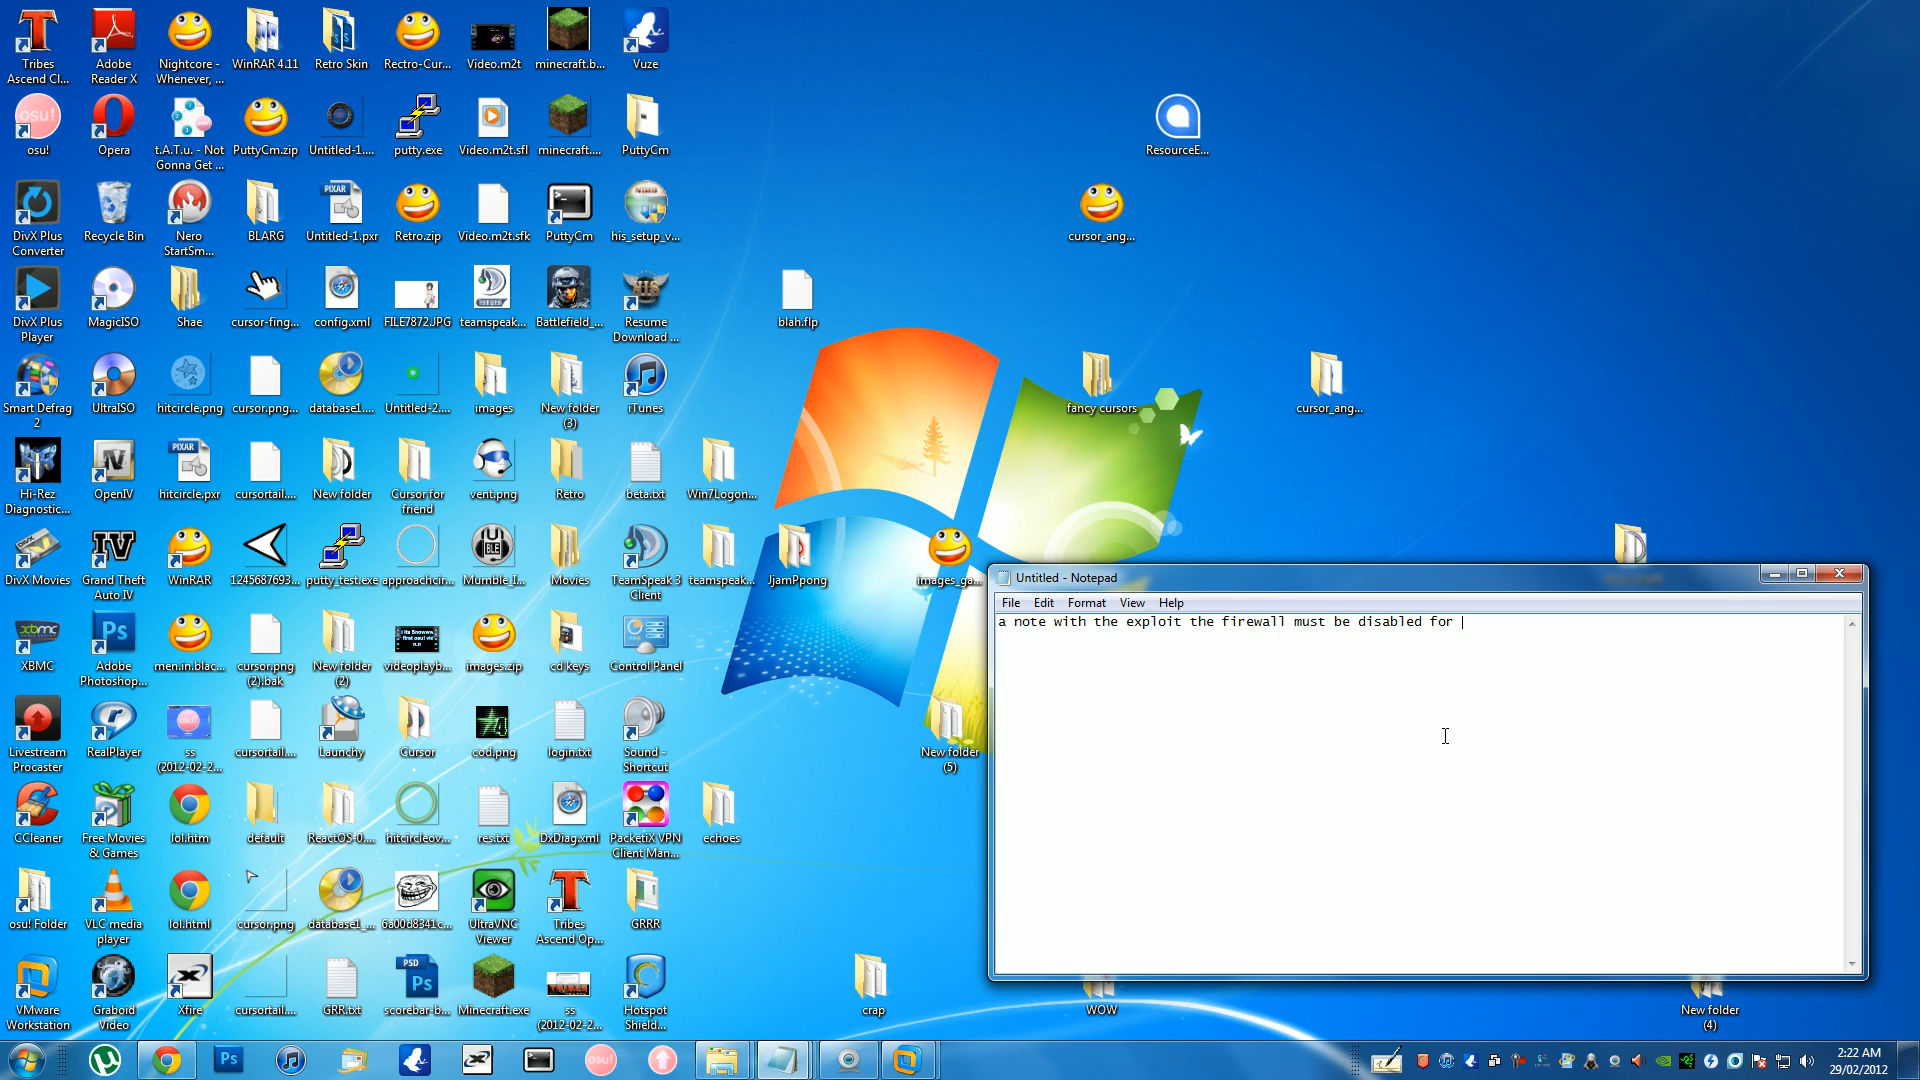 Tribes Ascend Cl...
Adobe Reader X
Nightcore - Whenever, ...
WinRAR 4.11
Retro Skin
Rectro-Cur...
Video.m2t
minecraft.b...
Vuze
osu!
Opera
t.A.T.u. - Not Gonna Get ...
PuttyCm.zip
Untitled-1....
putty.exe
Video.m2t.sfl
minecraft....
PuttyCm
ResourceE...
DivX Plus Converter
Recycle Bin
Nero StartSm...
BLARG
Untitled-1.pxr
Retro.zip
Video.m2t.sfk
PuttyCm
his_setup_v...
cursor_ang...
DivX Plus Player
MagicISO
Shae
cursor-fing...
config.xml
FILE7872.JPG
teamspeak...
Battlefield_...
Resume Download ...
blah.flp
Smart Defrag 2
UltraISO
hitcircle.png
cursor.png...
database1....
Untitled-2....
images
New folder (3)
iTunes
fancy cursors
cursor_ang...
Hi-Rez Diagnostic...
OpenIV
hitcircle.pxr
cursortail....
New folder
Cursor for friend
vent.png
Retro
beta.txt
Win7Logon...
DivX Movies
Grand Theft Auto IV
WinRAR
1245687693...
putty_test.exe
approachcir...
Mumble_I...
Movies
TeamSpeak 3 Client
teamspeak...
JjamPpong
images_ga...
Untitled - Notepad
File Edit Format View Help
a note with the exploit the firewall must be disabled for
XBMC
Adobe Photoshop...
men.in.blac...
cursor.png (2).bak
New folder (2)
videoplayb...
images.zip
cd keys
Control Panel
Livestream Procaster
RealPlayer
ss (2012-02-2...
cursortail....
Launchy
Cursor
cod.png
login.txt
Sound - Shortcut
New folder (5)
CCleaner
Free Movies & Games
lol.htm
default
ReactOS-0....
hitcircleov...
res.txt
DxDiag.xml
PacketiX VPN Client Man...
echoes
osu! Folder
VLC media player
lol.html
cursor.png
database1_...
6a00d8341c...
UltraVNC Viewer
Tribes Ascend Op...
GRRR
VMware Workstation
Graboid Video
Xfire
cursortail....
GRR.txt
scorebar-b...
Minecraft.exe
ss (2012-02-2...
Hotspot Shield...
crap
WOW
New folder (4)
2:22 AM
29/02/2012